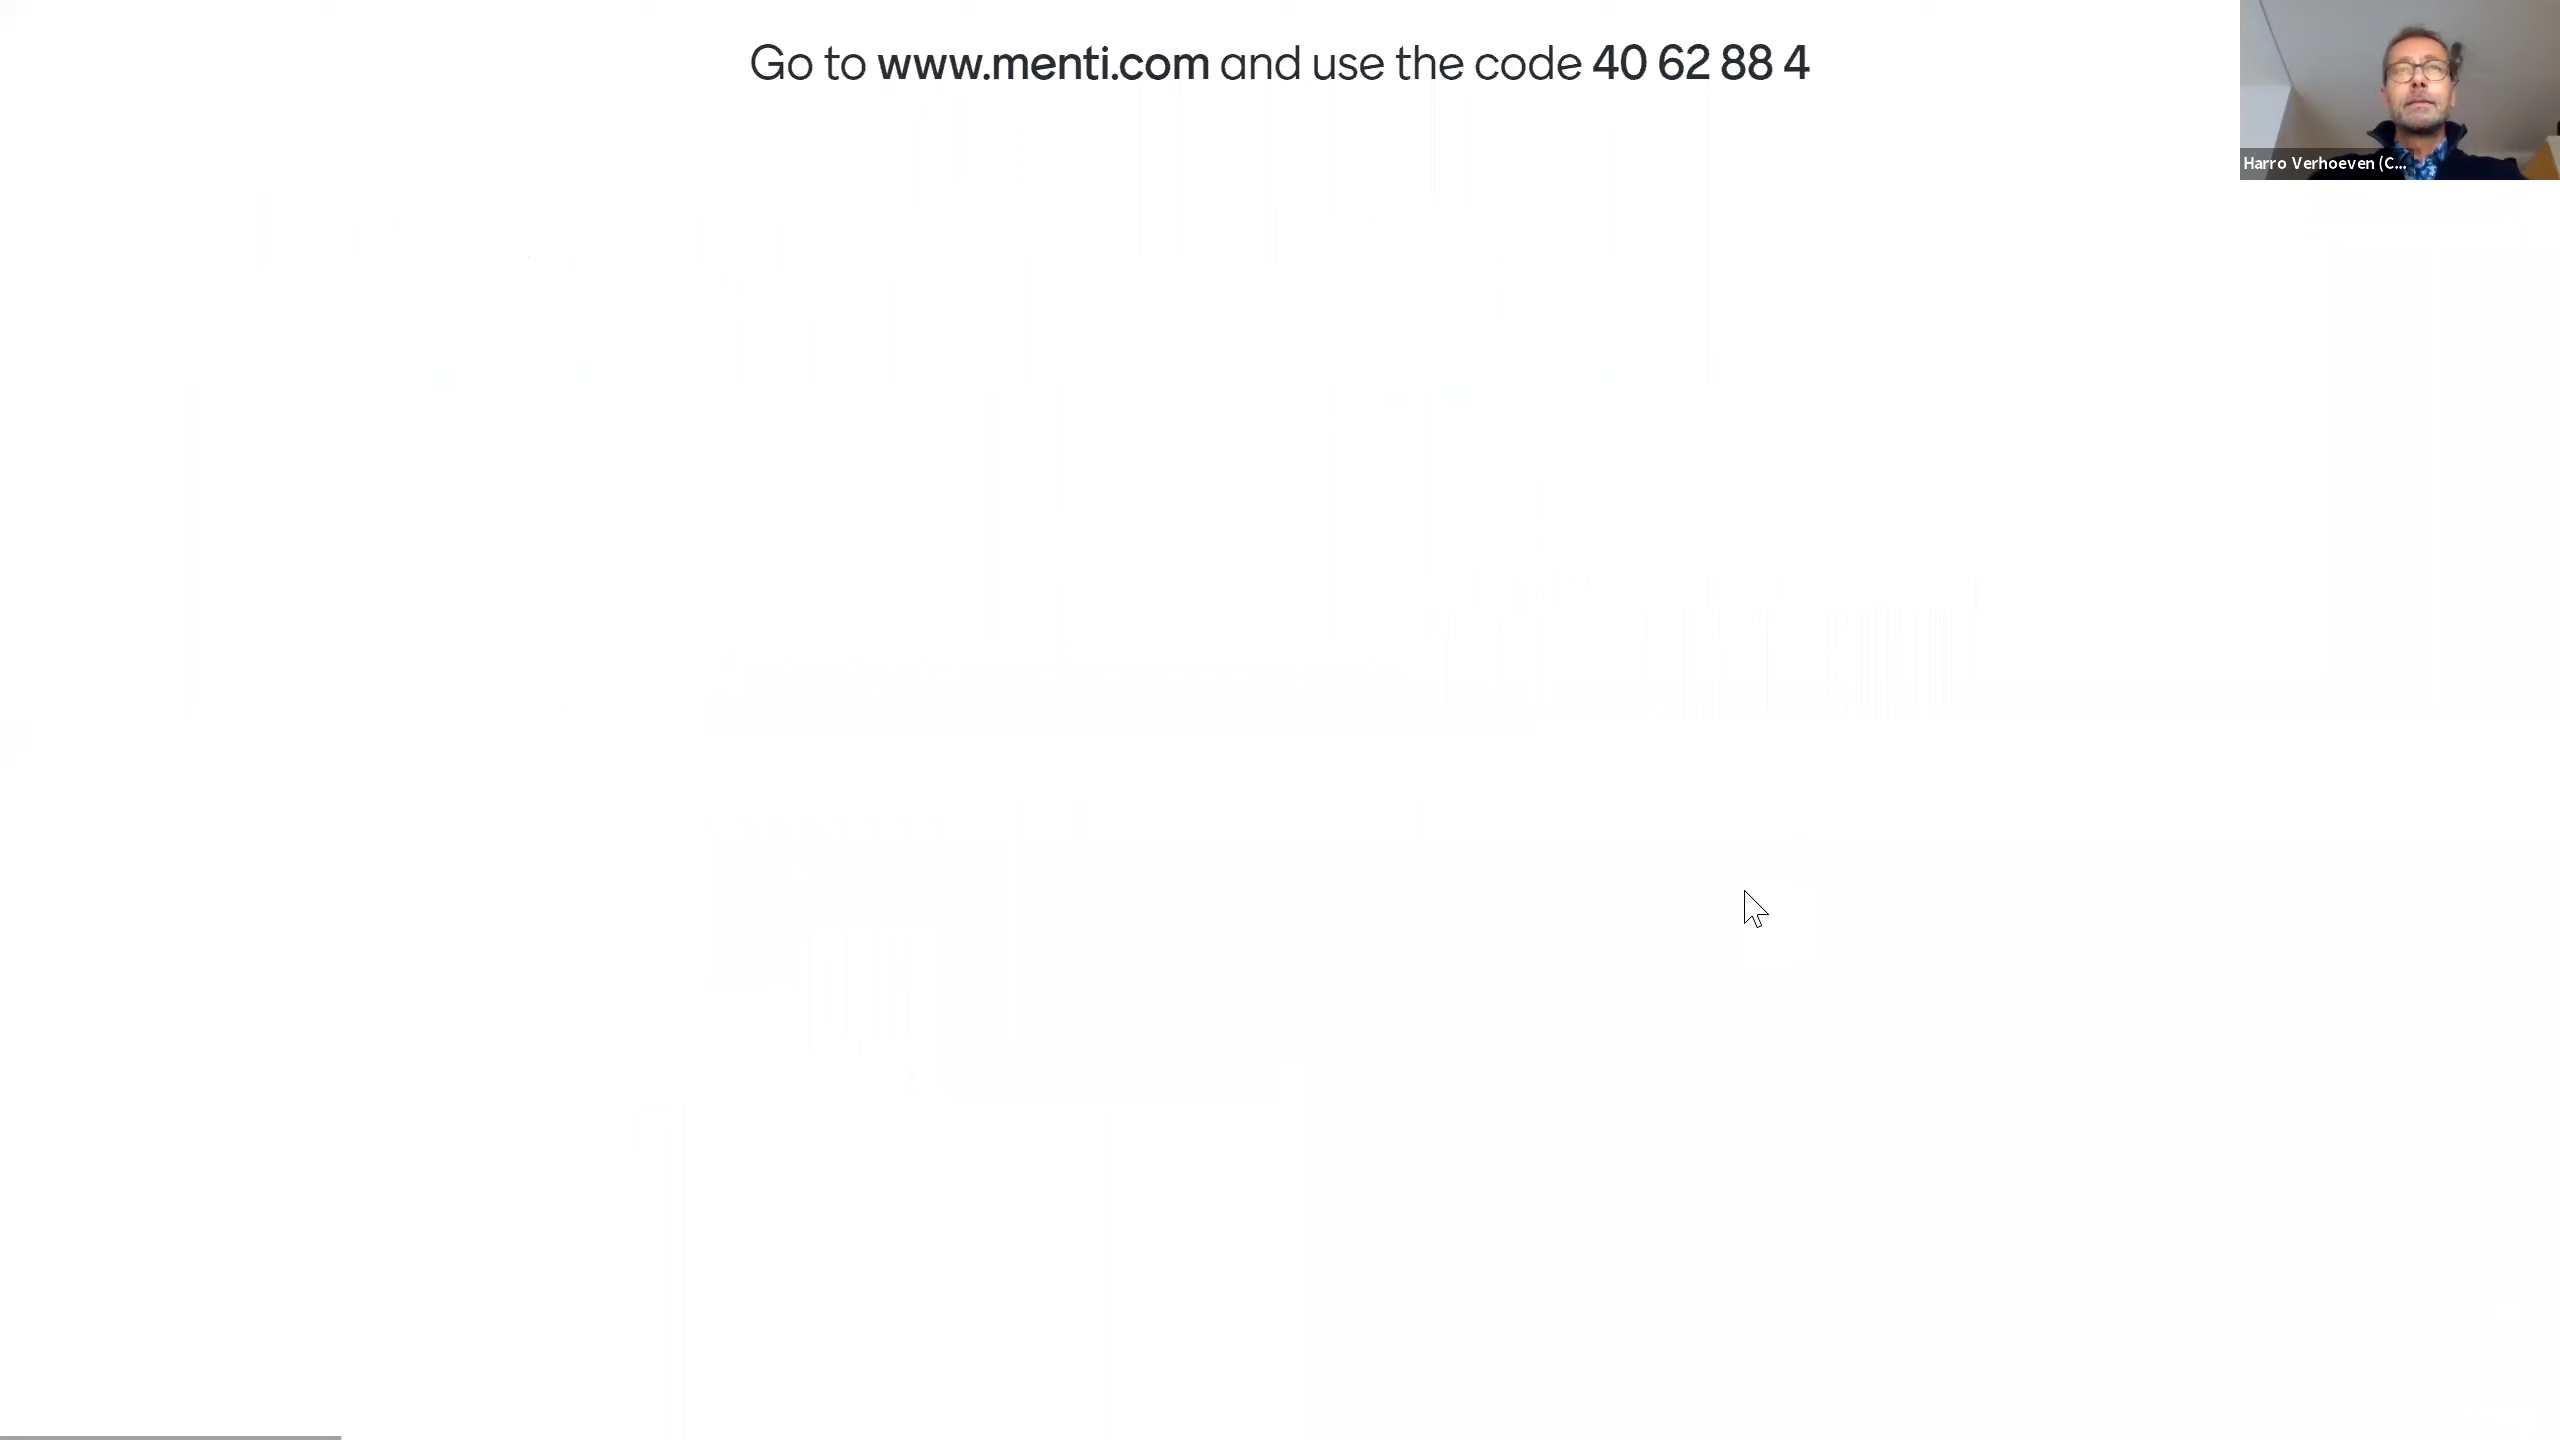 Go to www.menti.com and use the code 40 62 88 4
Harro Verhoeven (C...